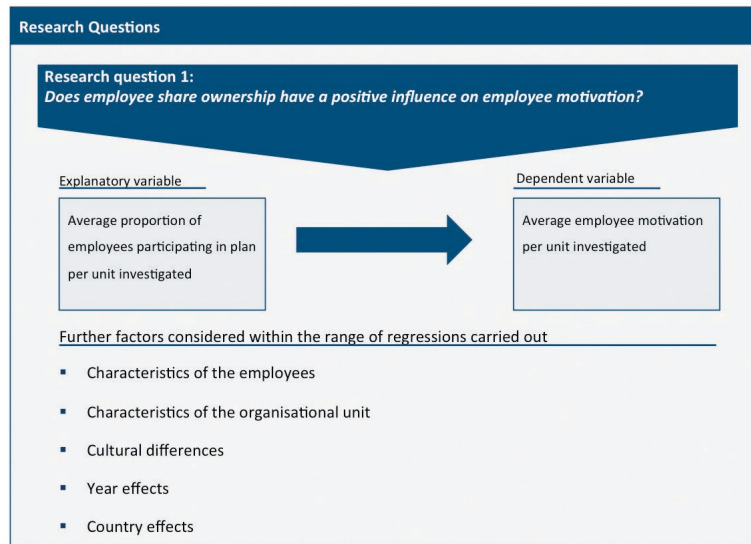 Research Questions
Research question 1:
Does employee share ownership have a positive influence on employee motivation?
Explanatory variable
Average proportion of
employees participating in plan
per unit investigated
Dependent variable
Average employee motivation
per unit investigated
Further factors considered within the range of regressions carried out
▪ Characteristics of the employees
▪ Characteristics of the organisational unit
▪ Cultural differences
▪ Year effects
▪ Country effects